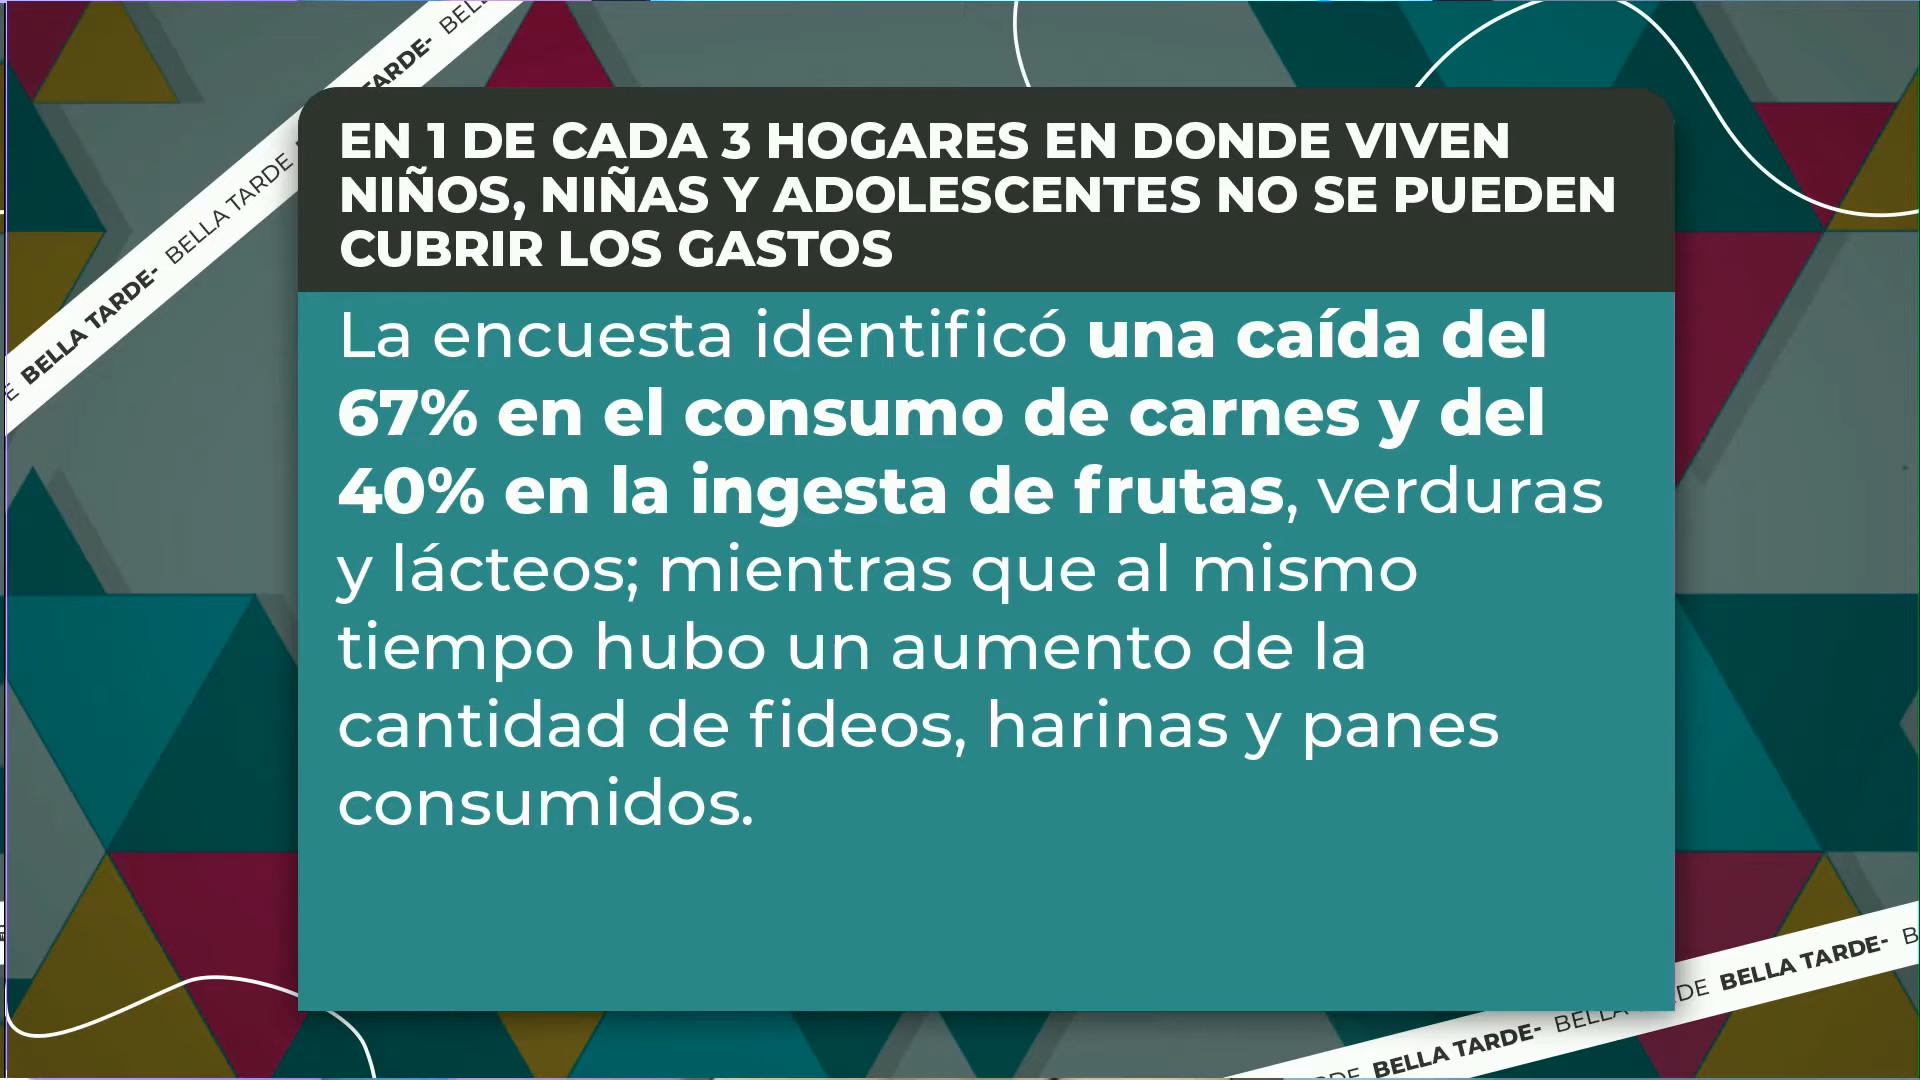 EN 1 DE CADA 3 HOGARES EN DONDE VIVEN
NIÑOS, NIÑAS Y ADOLESCENTES NO SE PUEDEN
CUBRIR LOS GASTOS
La encuesta identificó una caída del
67% en el consumo de carnes y del
40% en la ingesta de frutas, verduras
y lácteos; mientras que al mismo
tiempo hubo un aumento de la
cantidad de fideos, harinas y panes
consumidos.
BELLA TARDE- BELLA TARDE TARDE-
BELLA TARDE- BELLA BELLA TARDE-